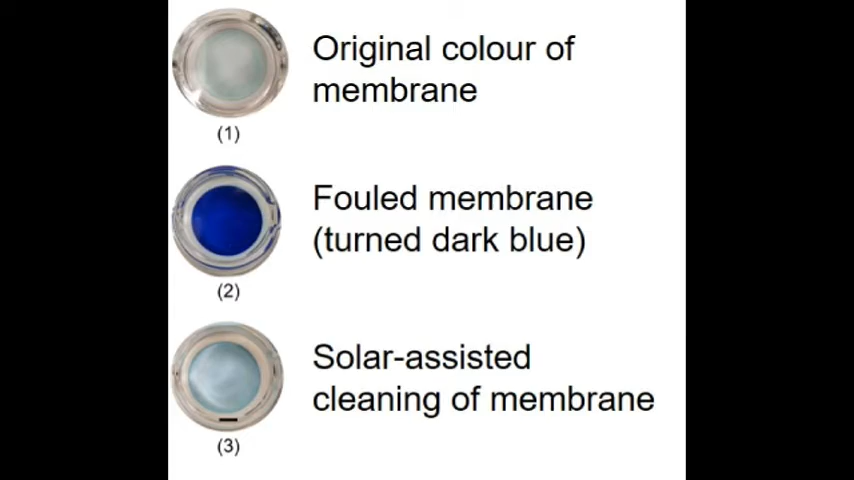 Original colour of
membrane
(1)
Fouled membrane
(turned dark blue)
(2)
Solar-assisted
cleaning of membrane
(3)